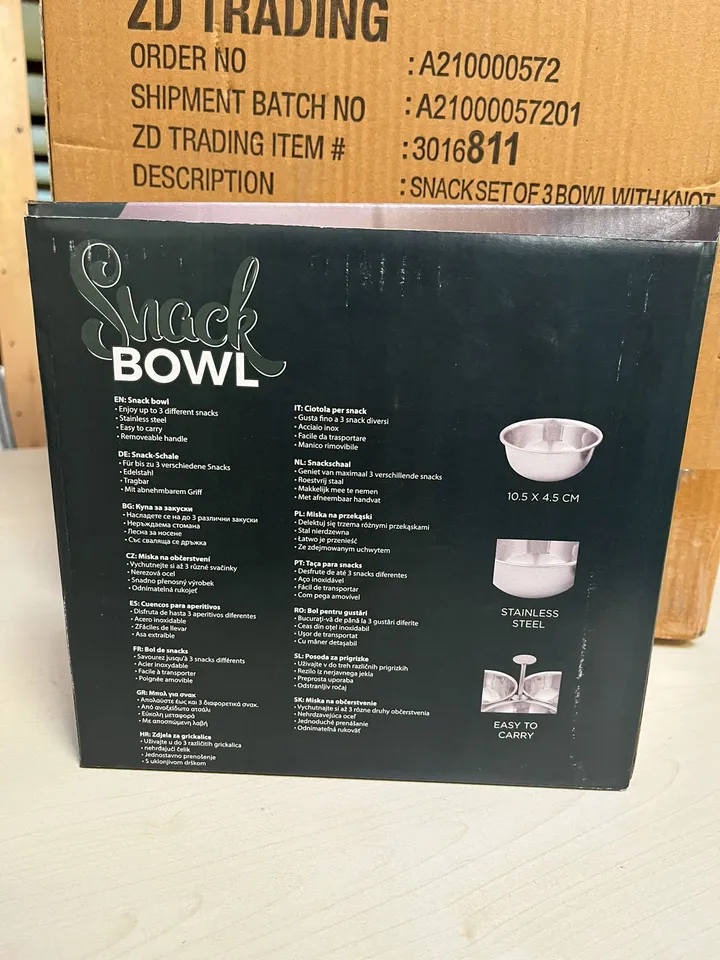 ZD TRADING
ORDER NO : A210000572
SHIPMENT BATCH NO : A21000057201
ZD TRADING ITEM # : 3016811
DESCRIPTION : SNACK SET OF 3 BOWL WITH KNOT
Snack
BOWL
EN: Snack bowl
• Enjoy up to 3 different snacks
• Stainless steel
• Easy to carry
• Removeable handle
DE: Snack-Schale
• Für bis zu 3 verschiedene Snacks
• Edelstahl
• Tragbar
• Mit abnehmbarem Griff
BG: Купа за закуски
• Насладете се на до 3 различни закуски
• Неръждаема стомана
• Лесна за носене
• Със сваляща се дръжка
CZ: Miska na občerstvení
• Vychutnejte si až 3 různé svačinky
• Nerezová ocel
• Snadno přenosný výrobek
• Odnímatelná rukojeť
ES: Cuencos para aperitivos
• Disfruta de hasta 3 aperitivos diferentes
• Acero inoxidable
• ZFáciles de llevar
• Asa extraíble
FR: Bol de snacks
• Savourez jusqu'à 3 snacks différents
• Acier inoxydable
• Facile à transporter
• Poignée amovible
GR: Μπολ για σνακ
• Απολαύστε έως και 3 διαφορετικά σνακ.
• Από ανοξείδωτο ατσάλι
• Εύκολη μεταφορά
• Με αποσπώμενη λαβή
HR: Zdjela za grickalice
• Uživajte u do 3 različitih grickalica
• nehrđajući čelik
• Jednostavno prenošenje
• S uklonjivom drškom
IT: Ciotola per snack
• Gusta fino a 3 snack diversi
• Acciaio inox
• Facile da trasportare
• Manico rimovibile
NL: Snackschaal
• Geniet van maximaal 3 verschillende snacks
• Roestvrij staal
• Makkelijk mee te nemen
• Met afneembaar handvat
PL: Miska na przekąski
• Delektuj się trzema różnymi przekąskami
• Stal nierdzewna
• Łatwo je przenieść
• Ze zdejmowanym uchwytem
PT: Taça para snacks
• Desfrute de até 3 snacks diferentes
• Aço inoxidável
• Fácil de transportar
• Com pega amovível
RO: Bol pentru gustări
• Bucurați-vă de până la 3 gustări diferite
• Ceas din oțel inoxidabil
• Ușor de transportat
• Cu mâner detașabil
SL: Posoda za prigrizke
• Uživajte v do treh različnih prigrizkih
• Rezilo iz nerjavnega jekla
• Preprosta uporaba
• Odstranljiv ročaj
SK: Miska na občerstvenie
• Vychutnajte si až 3 rôzne druhy občerstvenia
• Nehrdzavejúca oceľ
• Jednoduché prenášanie
• Odnímateľná rukoväť
10.5 X 4.5 CM
STAINLESS
STEEL
EASY TO
CARRY